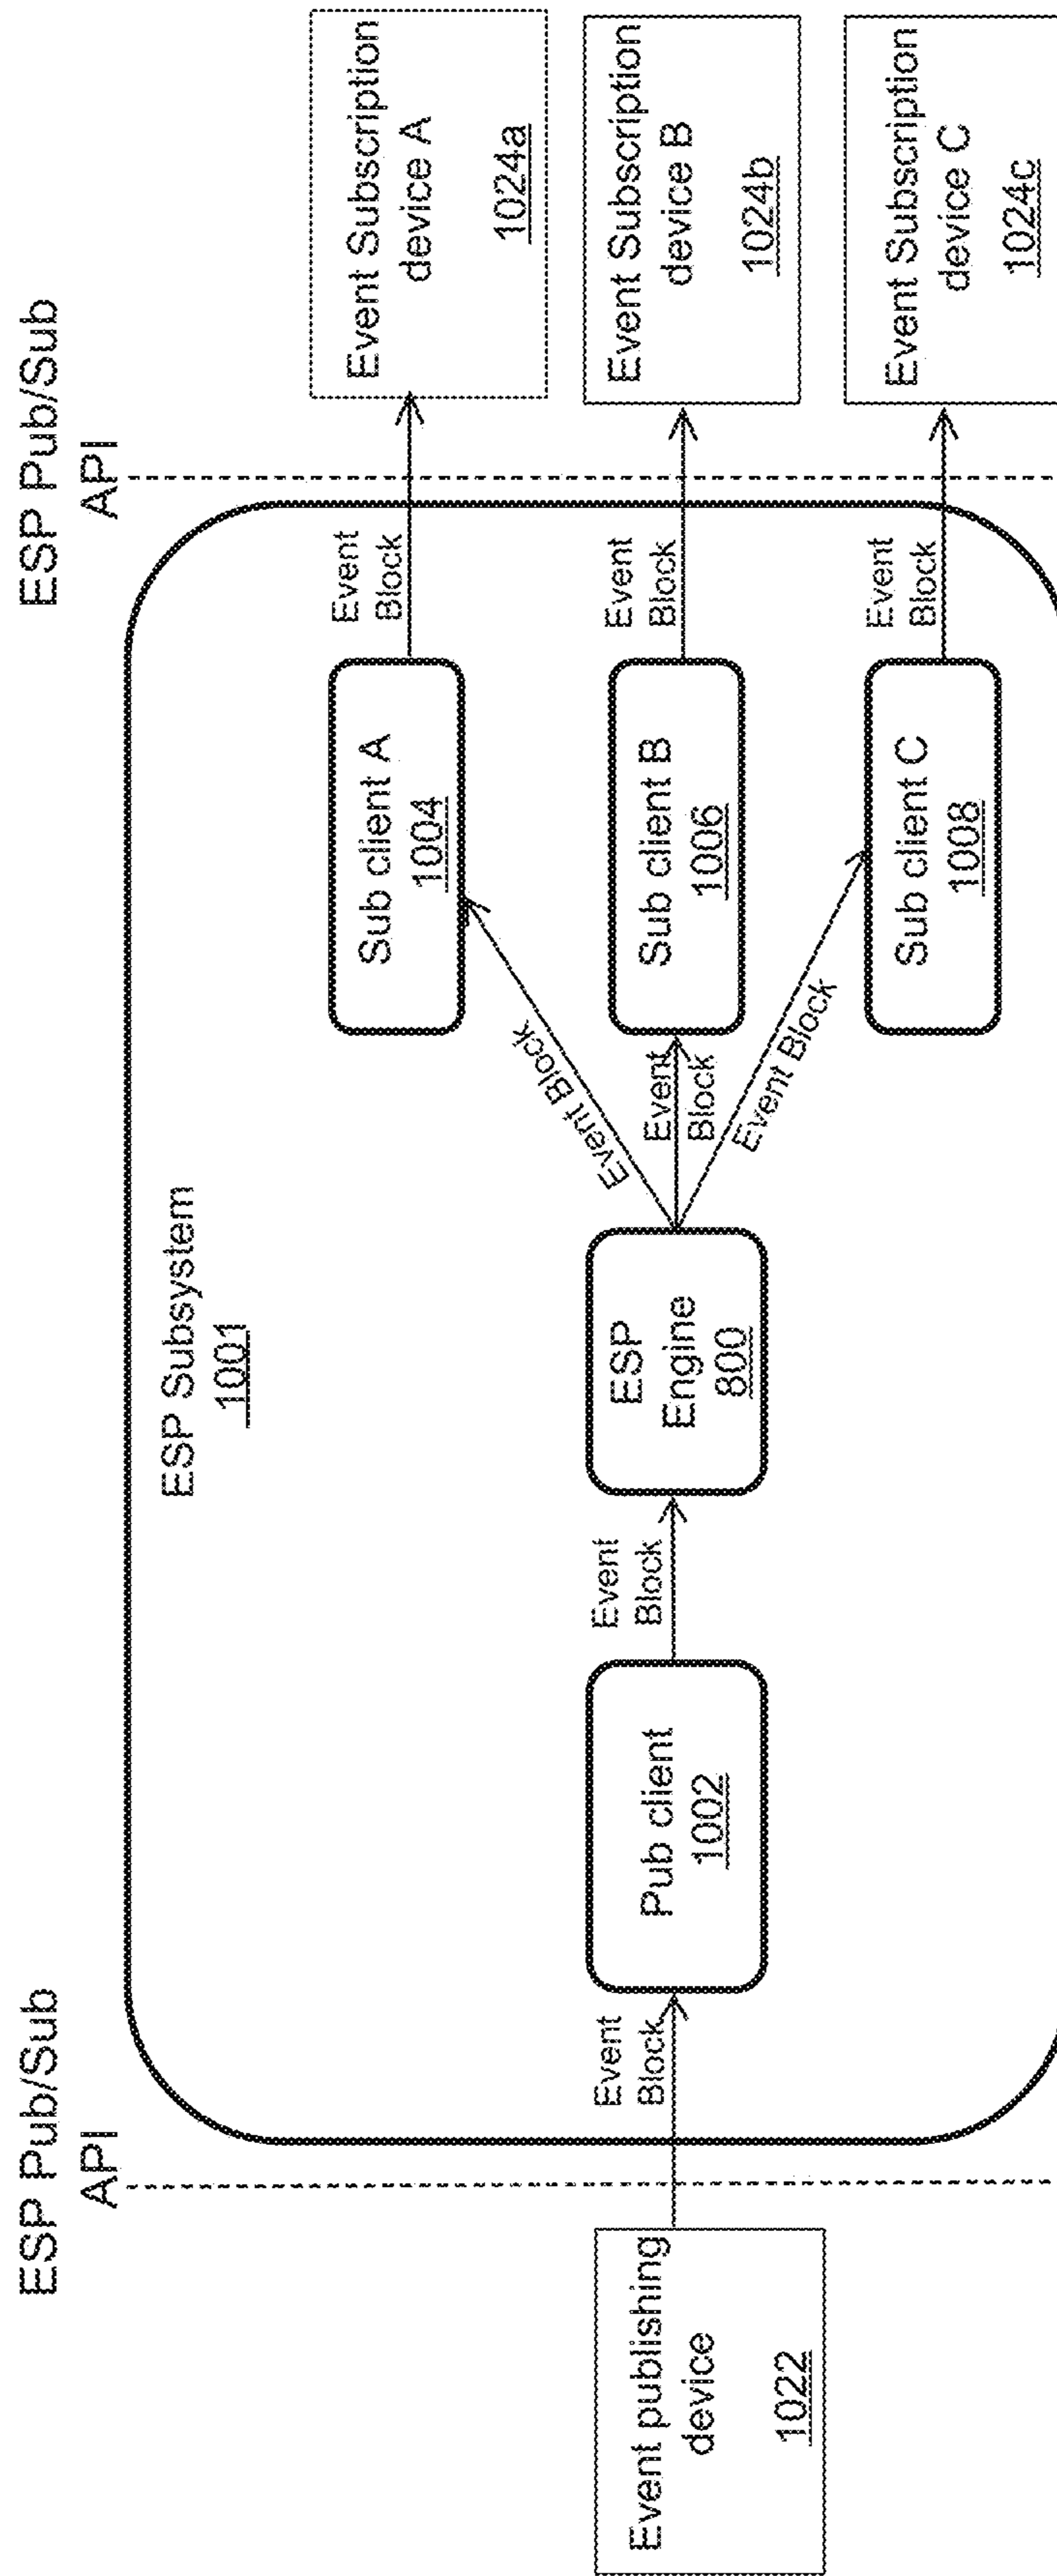 ESP Pub/Sub
API
ESP Pub/Sub
API
ESP Subsystem
1001
Event publishing
device
1022
Event
Block
Pub client
1002
Event
Block
ESP
Engine
800
Event Block
Event
Block
Event Block
Sub client A
1004
Sub client B
1006
Sub client C
1008
Event
Block
Event
Block
Event
Block
Event Subscription
device A
1024a
Event Subscription
device B
1024b
Event Subscription
device C
1024c